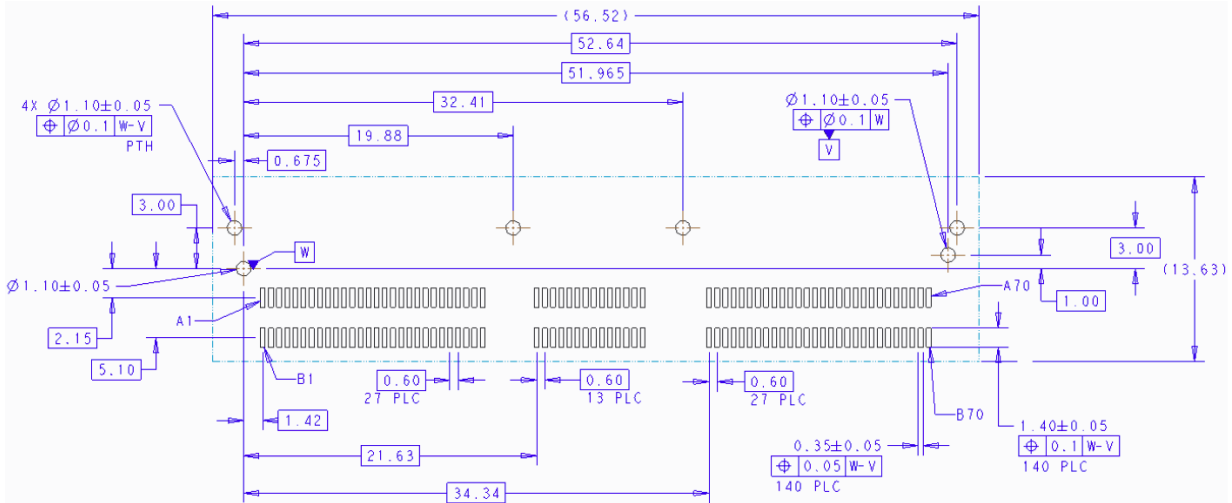 (56.52)
52.64
51.965
4X Ø1.10±0.05
⌖ Ø0.1 W-V
PTH
32.41
Ø1.10±0.05
⌖ Ø0.1 W
V
19.88
0.675
3.00
W
3.00
(13.63)
Ø1.10±0.05
1.00
A1
A70
2.15
5.10
B1
0.60
27 PLC
0.60
13 PLC
0.60
27 PLC
B70
1.42
1.40±0.05
⌖ 0.1 W-V
140 PLC
21.63
0.35±0.05
⌖ 0.05 W-V
140 PLC
34.34